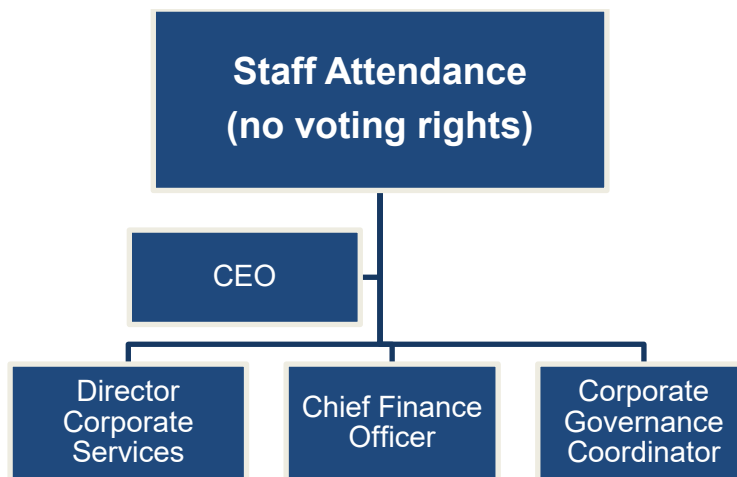 Staff Attendance
(no voting rights)
CEO
Director
Corporate
Services
Chief Finance
Officer
Corporate
Governance
Coordinator